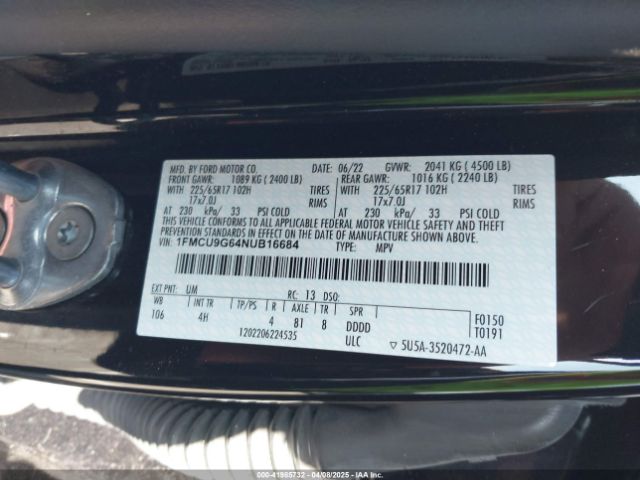 MFD. BY FORD MOTOR CO. DATE: 06/22 GVWR: 2041 KG ( 4500 LB)
FRONT GAWR: 1089 KG ( 2400 LB) REAR GAWR: 1016 KG ( 2240 LB)
WITH 225/65R17 102H TIRES WITH 225/65R17 102H TIRES
17x7.0J RIMS 17x7.0J RIMS
AT 230 kPa/ 33 PSI COLD AT 230 kPa/ 33 PSI COLD
THIS VEHICLE CONFORMS TO ALL APPLICABLE FEDERAL MOTOR VEHICLE SAFETY
AND THEFT PREVENTION STANDARDS IN EFFECT ON THE DATE OF MANUFACTURE SHOWN ABOVE.
VIN: 1FMCU9G64NUB16684 TYPE: MPV
EXT PNT: UM RC: 13 DSO:
WB INT TR TP/PS R AXLE TR SPR
106 4H 4 81 8 DDDD
F0150
T0191
1202206224535 ULC ▽ 5U5A-3520472-AA
00-41985732 - 04/08/2025 - COPYRIGHT IAA, LLC.